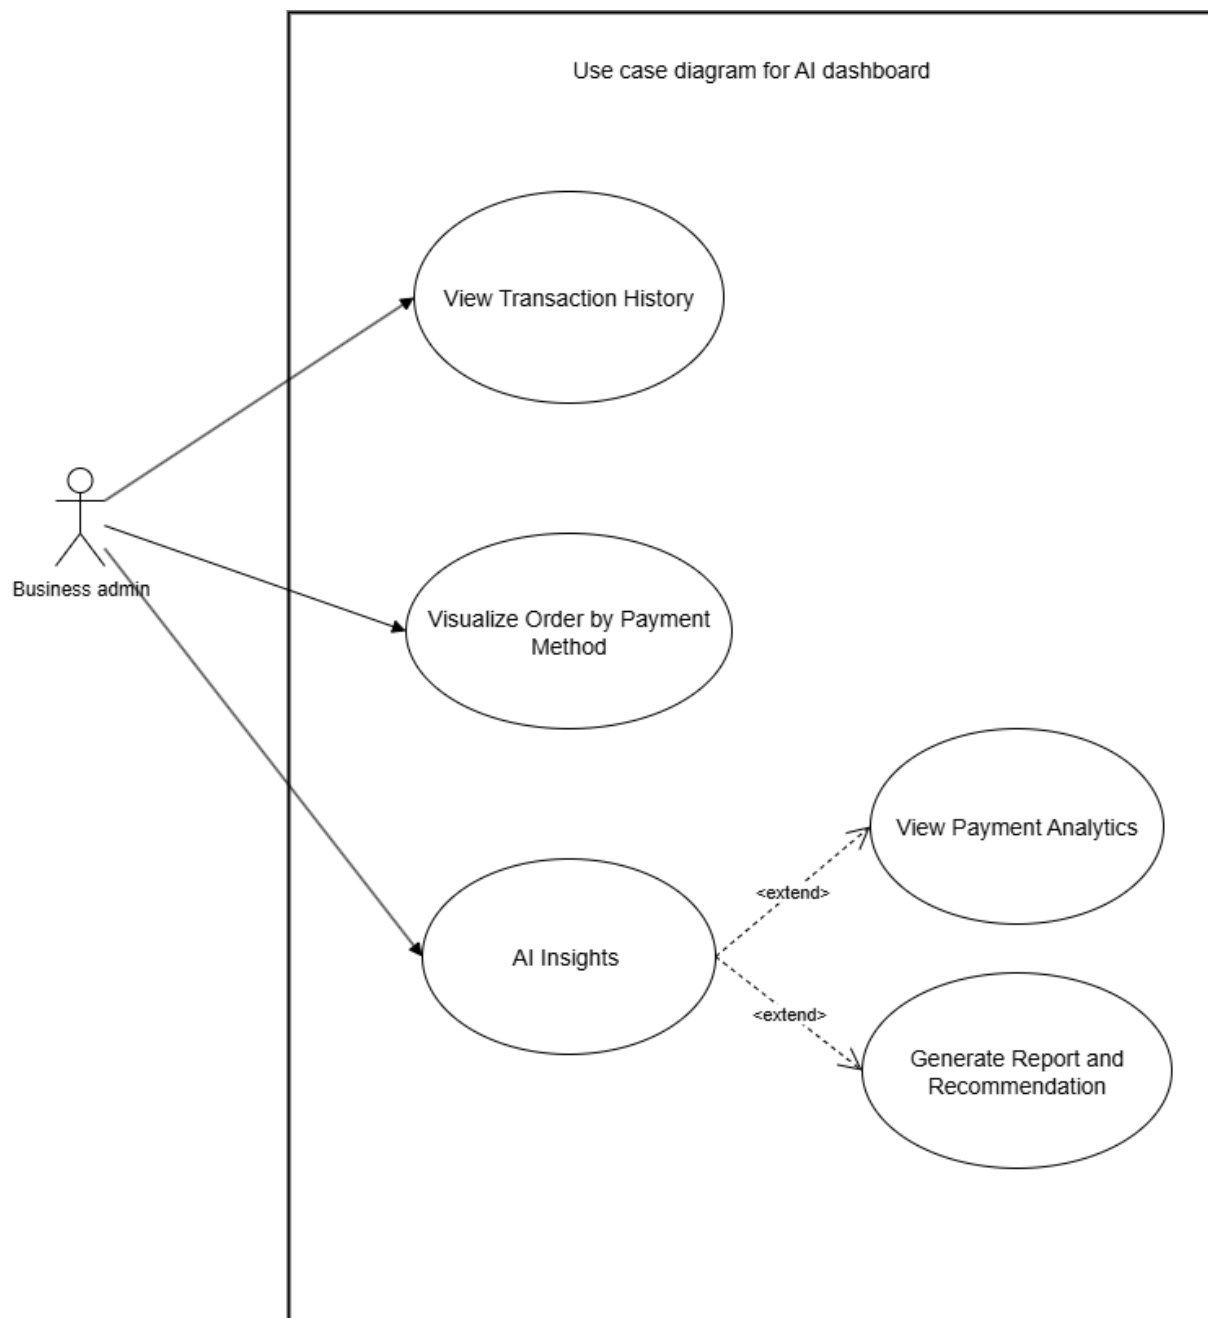 Use case diagram for AI dashboard
View Transaction History
Business admin
Visualize Order by Payment
Method
View Payment Analytics
<extend>
AI Insights
<extend>
Generate Report and
Recommendation